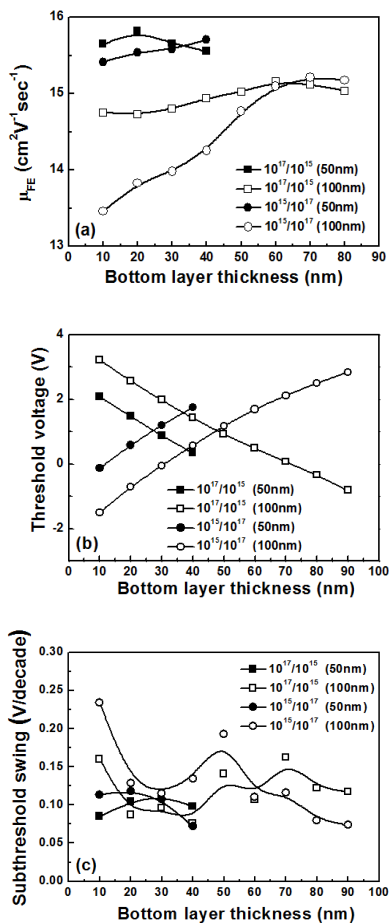 16
15
14
13
μFE (cm²V⁻¹sec⁻¹)
10¹⁷/10¹⁵ (50nm)
10¹⁷/10¹⁵ (100nm)
10¹⁵/10¹⁷ (50nm)
10¹⁵/10¹⁷ (100nm)
(a)
0 10 20 30 40 50 60 70 80 90
Bottom layer thickness (nm)
4
2
0
-2
Threshold voltage (V)
10¹⁷/10¹⁵ (50nm)
10¹⁷/10¹⁵ (100nm)
10¹⁵/10¹⁷ (50nm)
10¹⁵/10¹⁷ (100nm)
(b)
0 10 20 30 40 50 60 70 80 90 100
Bottom layer thickness (nm)
0.30
0.25
0.20
0.15
0.10
0.05
0.00
Subthreshold swing (V/decade)
10¹⁷/10¹⁵ (50nm)
10¹⁷/10¹⁵ (100nm)
10¹⁵/10¹⁷ (50nm)
10¹⁵/10¹⁷ (100nm)
(c)
0 10 20 30 40 50 60 70 80 90 100
Bottom layer thickness (nm)